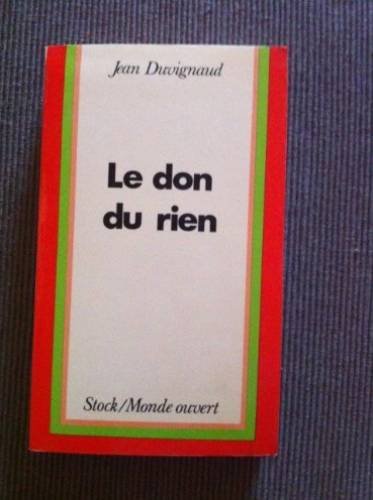 Jean Duvignaud
Le don
du rien
Stock/Monde ouvert